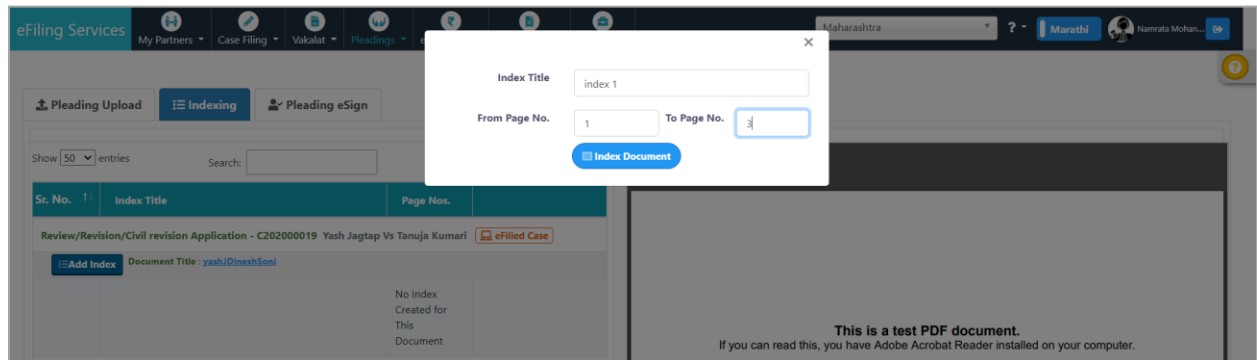 eFiling Services
My Partners
Case Filing
Vakalat
Pleadings
Maharashtra
?
Marathi
Namrata Mohan...
×
Index Title
index 1
From Page No.
1
To Page No.
3
Index Document
Pleading Upload
Indexing
Pleading eSign
?
Show 50 entries
Search:
Sr. No.
Index Title
Page Nos.
Review/Revision/Civil revision Application - C202000019 Yash Jagtap Vs Tanuja Kumari
eFilied Case
Add Index
Document Title : yashJDineshSoni
No Index
Created for
This
Document
This is a test PDF document.
If you can read this, you have Adobe Acrobat Reader installed on your computer.